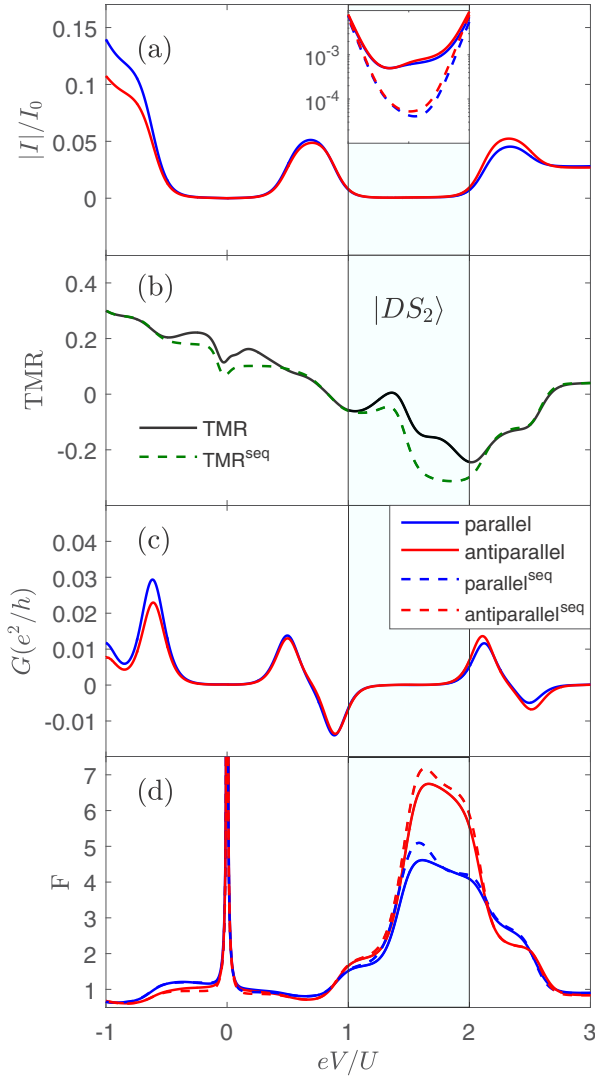 0.15
0.1
0.05
0
|I|/I₀
(a)
10⁻³
10⁻⁴
0.4
0.2
0
-0.2
TMR
(b)
|DS₂⟩
TMR
TMR^seq
0.04
0.03
0.02
0.01
0
-0.01
G(e²/h)
(c)
parallel
antiparallel
parallel^seq
antiparallel^seq
7
6
5
4
3
2
1
F
(d)
-1 0 1 2 3
eV/U